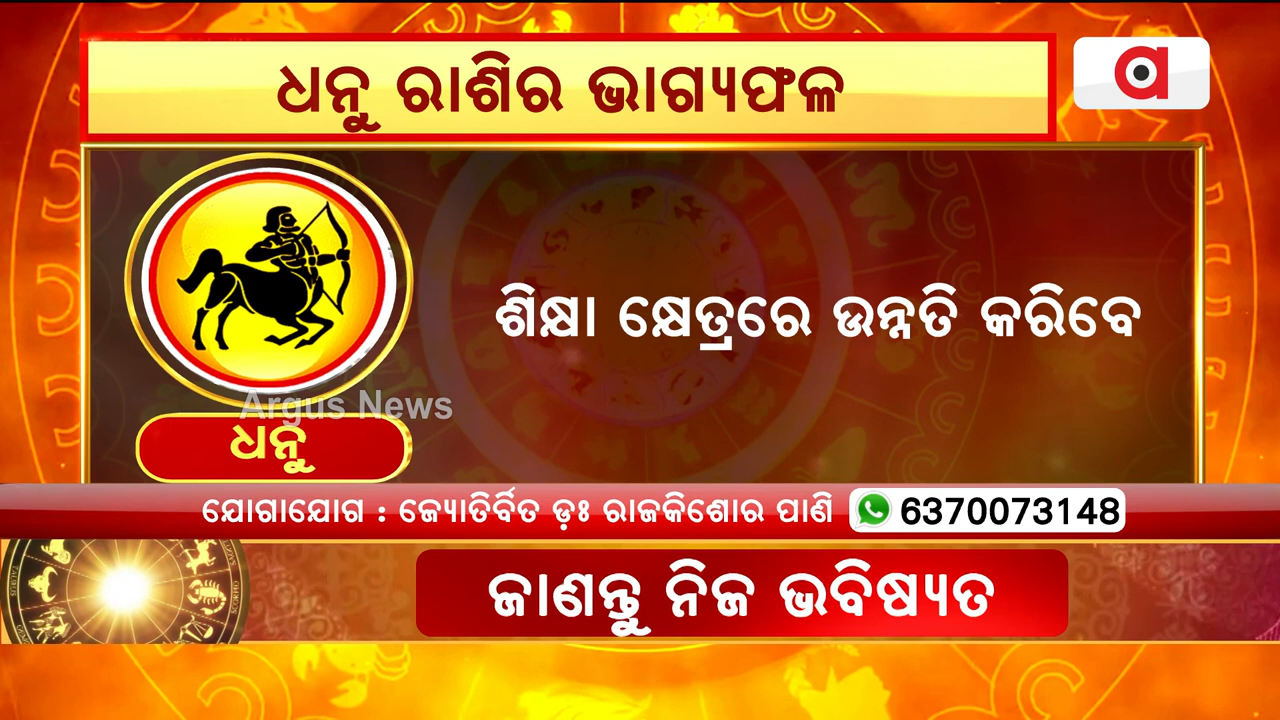 ଧନୁ ରାଶିର ଭାଗ୍ୟଫଳ
a
ଶିକ୍ଷା କ୍ଷେତ୍ରରେ ଉନ୍ନତି କରିବେ
Argus News
ଧନୁ
ଯୋଗାଯୋଗ : ଜ୍ୟୋତିର୍ବିତ ଡ଼ଃ ରାଜକିଶୋର ପାଣି 6370073148
ଜାଣନ୍ତୁ ନିଜ ଭବିଷ୍ୟତ